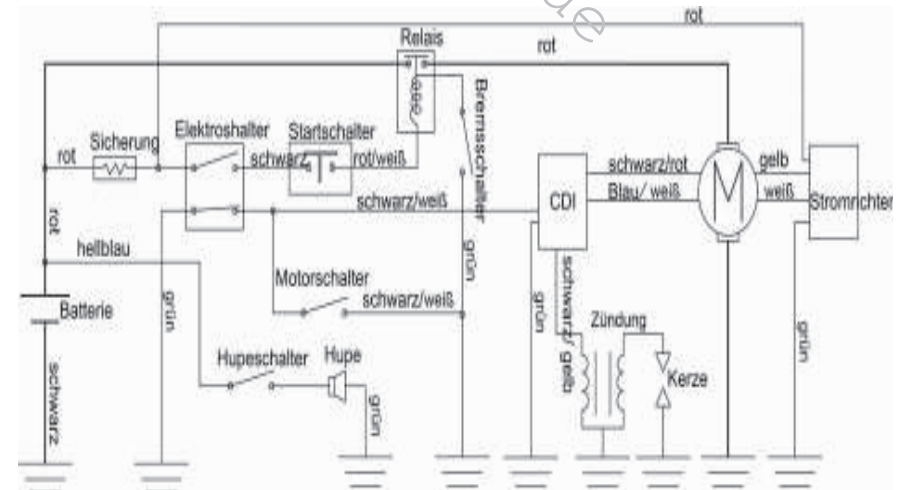 rot
Relais
rot
Sicherung
Elektroshalter
Startschalter
Bremsschalter
rot
schwarz
rot/weiß
schwarz/rot
gelb
CDI
Blau/ weiß
weiß
Stromrichter
schwarz/weiß
rot
hellblau
grün
Motorschalter
schwarz/weiß
grün
Batterie
grün
schwarz/ gelb
Zündung
grün
M
Hupeschalter
Hupe
Kerze
schwarz
grün
de